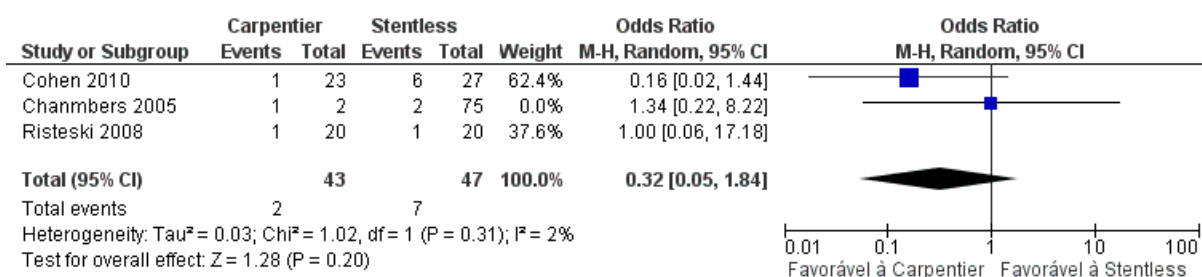 Carpentier Stentless Odds Ratio Odds Ratio
Study or Subgroup Events Total Events Total Weight M-H, Random, 95% CI M-H, Random, 95% CI
Cohen 2010 1 23 6 27 62.4% 0.16 [0.02, 1.44]
Chanmbers 2005 1 2 2 75 0.0% 1.34 [0.22, 8.22]
Risteski 2008 1 20 1 20 37.6% 1.00 [0.06, 17.18]
Total (95% CI) 43 47 100.0% 0.32 [0.05, 1.84]
Total events 2 7
Heterogeneity: Tau² = 0.03; Chi² = 1.02, df = 1 (P = 0.31); I² = 2%
Test for overall effect: Z = 1.28 (P = 0.20)
0.01 0.1 1 10 100
Favorável à Carpentier Favorável à Stentless